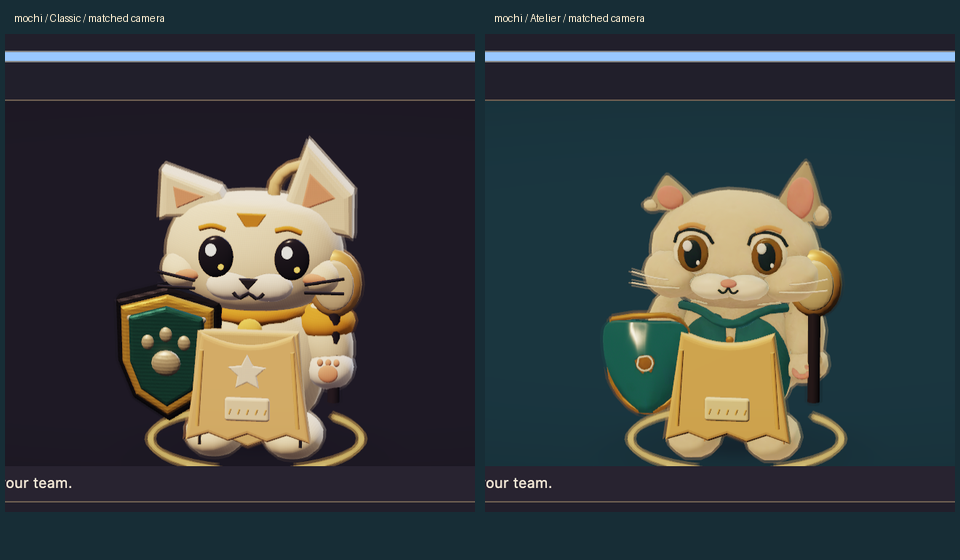 mochi / Classic / matched camera
mochi / Atelier / matched camera
our team.
our team.